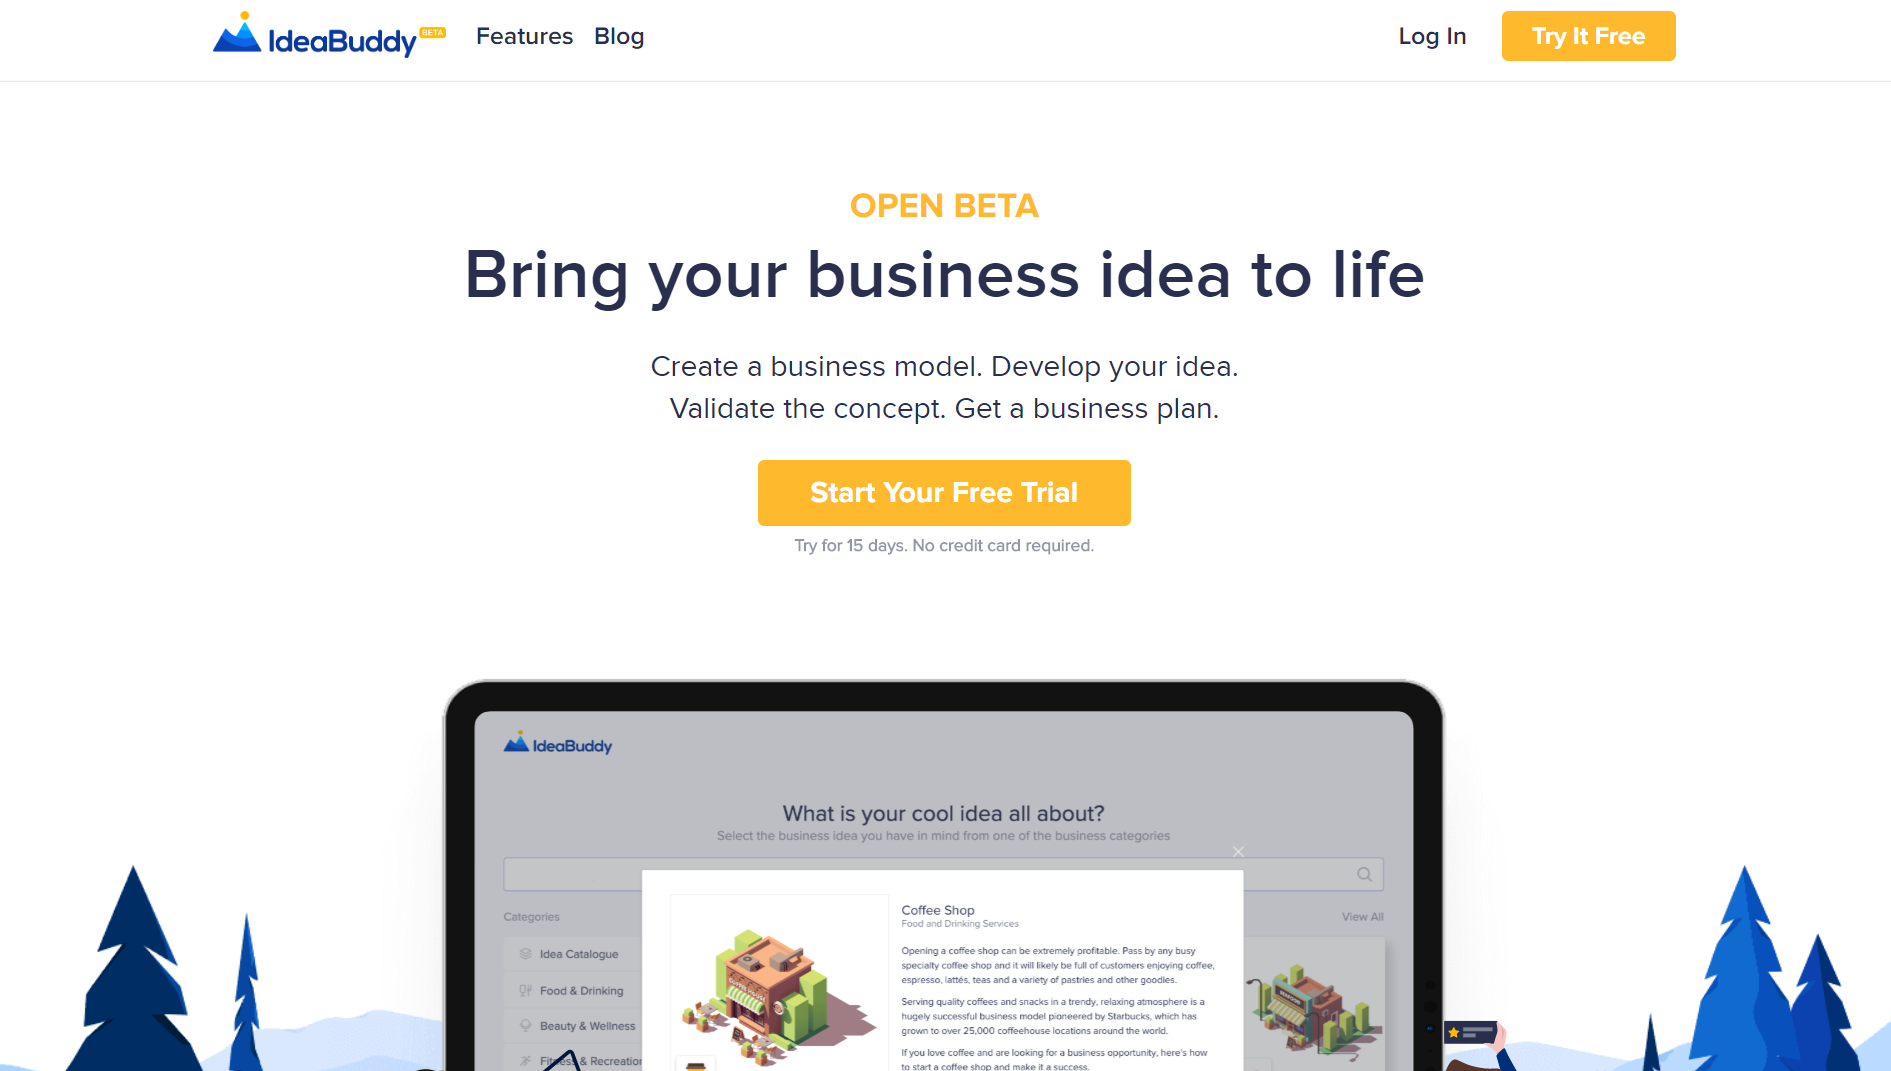 IdeaBuddy BETA Features Blog Log In Try It Free
OPEN BETA
Bring your business idea to life
Create a business model. Develop your idea.
Validate the concept. Get a business plan.
Start Your Free Trial
Try for 15 days. No credit card required.
IdeaBuddy
What is your cool idea all about?
Select the business idea you have in mind from one of the business categories
Categories
View All
Idea Catalogue
Food & Drinking
Beauty & Wellness
Fitness & Recreation
Coffee Shop
Food and Drinking Services
Opening a coffee shop can be extremely profitable. Pass by any busy
specialty coffee shop and it will likely be full of customers enjoying coffee,
espresso, lattés, teas and a variety of pastries and other goodies.
Serving quality coffees and snacks in a trendy, relaxing atmosphere is a
hugely successful business model pioneered by Starbucks, which has
grown to over 25,000 coffeehouse locations around the world.
If you love coffee and are looking for a business opportunity, here's how
to start a coffee shop and make it a success.